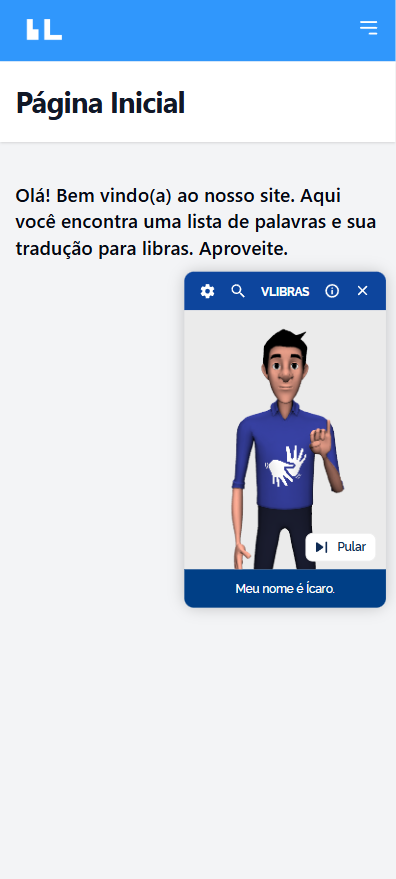 Página Inicial
Olá! Bem vindo(a) ao nosso site. Aqui
você encontra uma lista de palavras e sua
tradução para libras. Aproveite.
VLIBRAS
Pular
Meu nome é Ícaro.